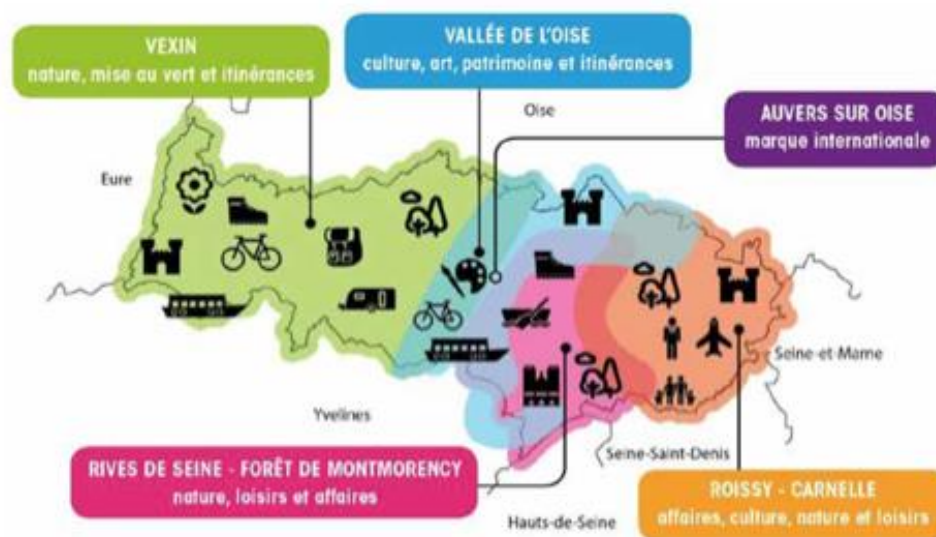 VEXIN
nature, mise au vert et itinérances
VALLÉE DE L'OISE
culture, art, patrimoine et itinérances
AUVERS SUR OISE
marque internationale
Oise
Eure
Seine-et-Marne
Yvelines
Seine-Saint-Denis
RIVES DE SEINE - FORÊT DE MONTMORENCY
nature, loisirs et affaires
ROISSY - CARNELLE
affaires, culture, nature et loisirs
Hauts-de-Seine